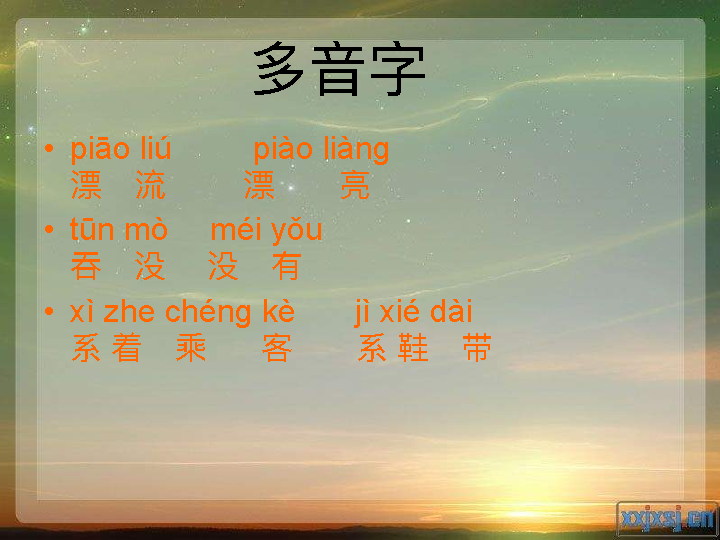 多音字
• piāo liú piào liàng
漂 流 漂 亮
• tūn mò méi yǒu
吞 没 没 有
• xì zhe chéng kè jì xié dài
系 着 乘 客 系 鞋 带
xxjxsj.cn